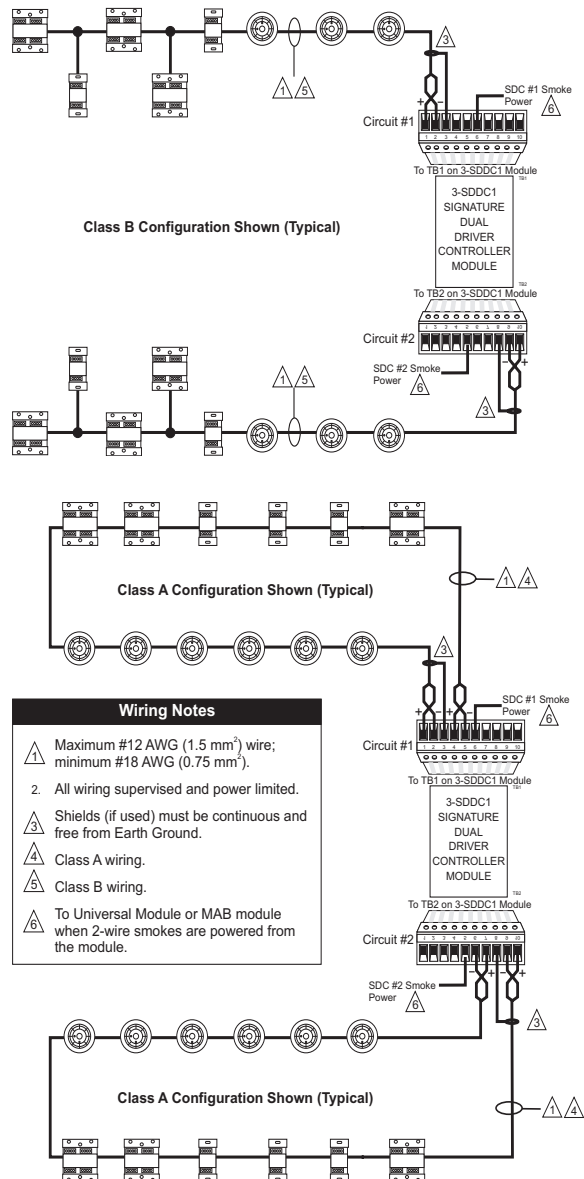 3
SDC #1 Smoke
Power
6
1 5
+ -
Circuit #1
1 2 3 4 5 6 7 8 9 10
To TB1 on 3-SDDC1 Module
TB1
Class B Configuration Shown (Typical)
3-SDDC1
SIGNATURE
DUAL
DRIVER
CONTROLLER
MODULE
TB2
To TB2 on 3-SDDC1 Module
Circuit #2
- +
SDC #2 Smoke
Power
6
1 5
3
Class A Configuration Shown (Typical)
1 4
3
SDC #1 Smoke
Power
6
+ - + -
Circuit #1
1 2 3 4 5 6 7 8 9 10
To TB1 on 3-SDDC1 Module
TB1
3-SDDC1
SIGNATURE
DUAL
DRIVER
CONTROLLER
MODULE
TB2
To TB2 on 3-SDDC1 Module
Circuit #2
- + - +
SDC #2 Smoke
Power
6
3
Wiring Notes
1 Maximum #12 AWG (1.5 mm²) wire;
minimum #18 AWG (0.75 mm²).
2. All wiring supervised and power limited.
3 Shields (if used) must be continuous and
free from Earth Ground.
4 Class A wiring.
5 Class B wiring.
6 To Universal Module or MAB module
when 2-wire smokes are powered from
the module.
Class A Configuration Shown (Typical)
1 4